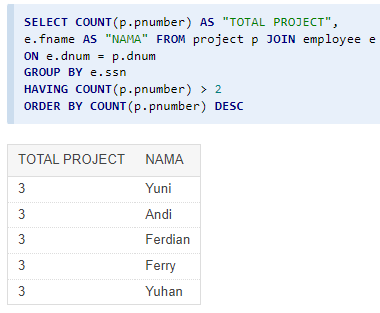 SELECT COUNT(p.pnumber) AS "TOTAL PROJECT",
e.fname AS "NAMA" FROM project p JOIN employee e
ON e.dnum = p.dnum
GROUP BY e.ssn
HAVING COUNT(p.pnumber) > 2
ORDER BY COUNT(p.pnumber) DESC
TOTAL PROJECT NAMA
3 Yuni
3 Andi
3 Ferdian
3 Ferry
3 Yuhan